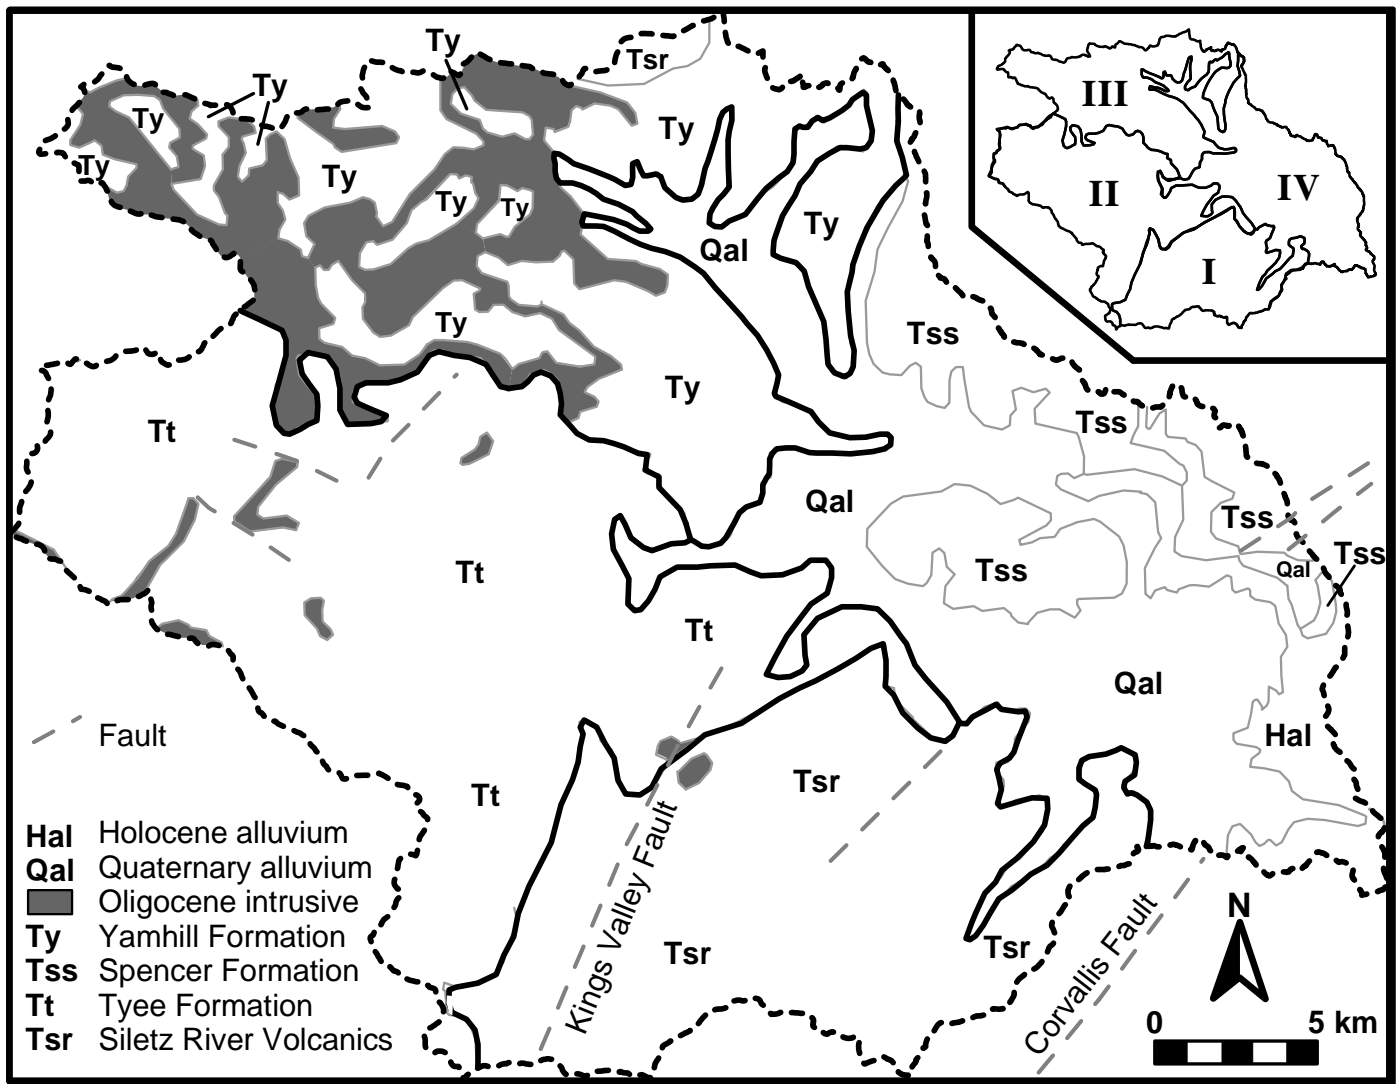 Ty
Tsr
Ty
III
Ty
Ty
Ty
Ty
II
IV
Ty
Ty
Ty
Qal
I
Ty
Tss
Ty
Tt
Tss
Qal
Tss
Tss
Tt
Tss
Qal
Tt
Qal
Fault
Hal
Tsr
Tt
Kings Valley Fault
Hal Holocene alluvium
Qal Quaternary alluvium
Oligocene intrusive
Ty Yamhill Formation
Tss Spencer Formation
Tt Tyee Formation
Tsr Siletz River Volcanics
Tsr
Tsr
Corvallis Fault
N
0 5 km